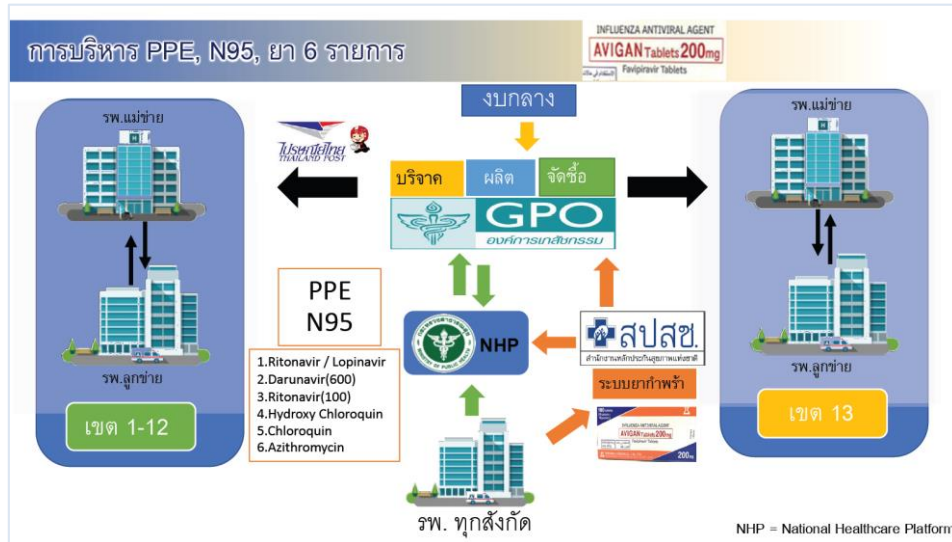 การบริหาร PPE, N95, ยา 6 รายการ
INFLUENZA ANTIVIRAL AGENT
AVIGAN Tablets 200mg
Favipiravir Tablets
งบกลาง
รพ.แม่ข่าย
ไปรษณีย์ไทย
THAILAND POST
บริจาค
ผลิต
จัดซื้อ
GPO
องค์การเภสัชกรรม
รพ.แม่ข่าย
รพ.ลูกข่าย
เขต 1-12
PPE
N95
1.Ritonavir / Lopinavir
2.Darunavir(600)
3.Ritonavir(100)
4.Hydroxy Chloroquin
5.Chloroquin
6.Azithromycin
NHP
สปสช.
สำนักงานหลักประกันสุขภาพแห่งชาติ
ระบบยากำพร้า
INFLUENZA ANTIVIRAL AGENT
AVIGAN Tablets 200mg
Favipiravir Tablets
200mg
รพ.ลูกข่าย
เขต 13
รพ. ทุกสังกัด
NHP = National Healthcare Platform